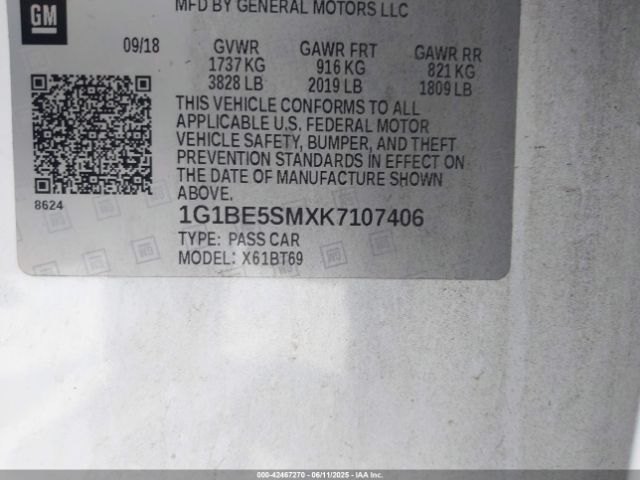 GM
MFD BY GENERAL MOTORS LLC
09/18 GVWR GAWR FRT GAWR RR
1737 KG 916 KG 821 KG
3828 LB 2019 LB 1809 LB
THIS VEHICLE CONFORMS TO ALL
APPLICABLE U.S. FEDERAL MOTOR
VEHICLE SAFETY, BUMPER, AND THEFT
PREVENTION STANDARDS IN EFFECT ON
THE DATE OF MANUFACTURE SHOWN
ABOVE.
8624
1G1BE5SMXK7107406
TYPE: PASS CAR
MODEL: X61BT69
000-42467270 - 06/11/2025 - IAA Inc.